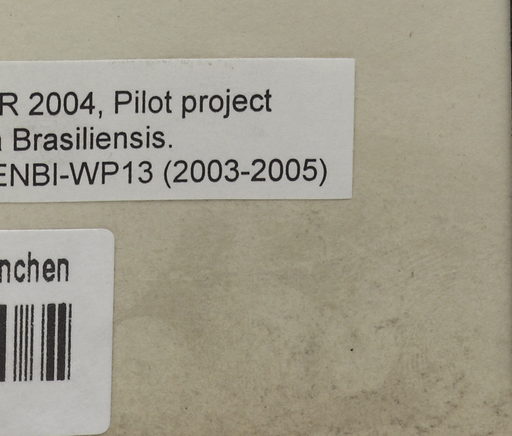 R 2004, Pilot project
a Brasiliensis.
ENBI-WP13 (2003-2005)
nchen